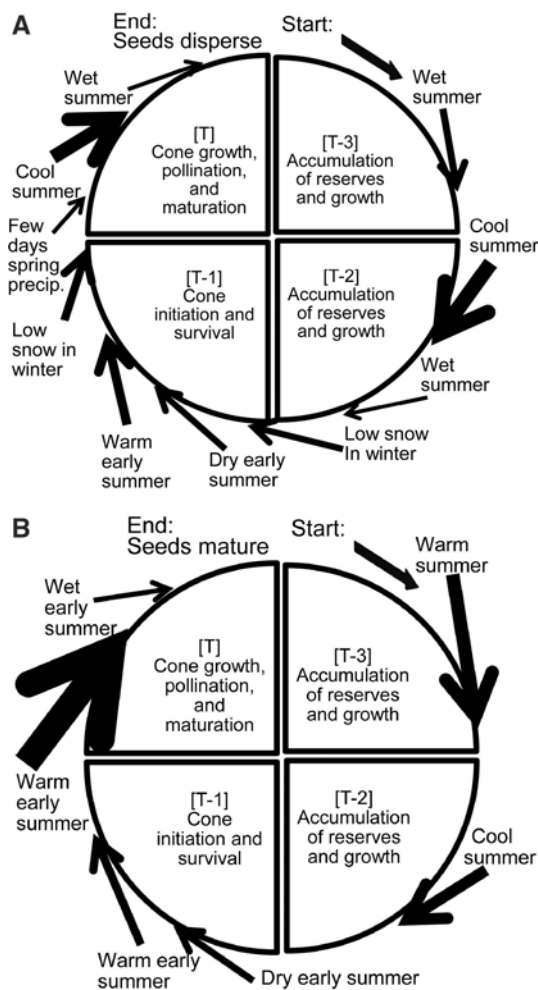 A
End:
Seeds disperse
Start:
Wet
summer
Wet
summer
[T]
Cone growth,
pollination,
and
maturation
[T-3]
Accumulation
of reserves
and growth
Cool
summer
Few
days
spring
precip.
Cool
summer
[T-1]
Cone
initiation and
survival
[T-2]
Accumulation
of reserves
and growth
Low
snow in
winter
Wet
summer
Warm
early
summer
Dry early
summer
Low snow
In winter
B
End:
Seeds mature
Start:
Warm
summer
Wet
early
summer
[T]
Cone growth,
pollination,
and
maturation
[T-3]
Accumulation
of reserves
and growth
Warm
early
summer
[T-1]
Cone
initiation and
survival
[T-2]
Accumulation
of reserves
and growth
Cool
summer
Warm early
summer
Dry early summer